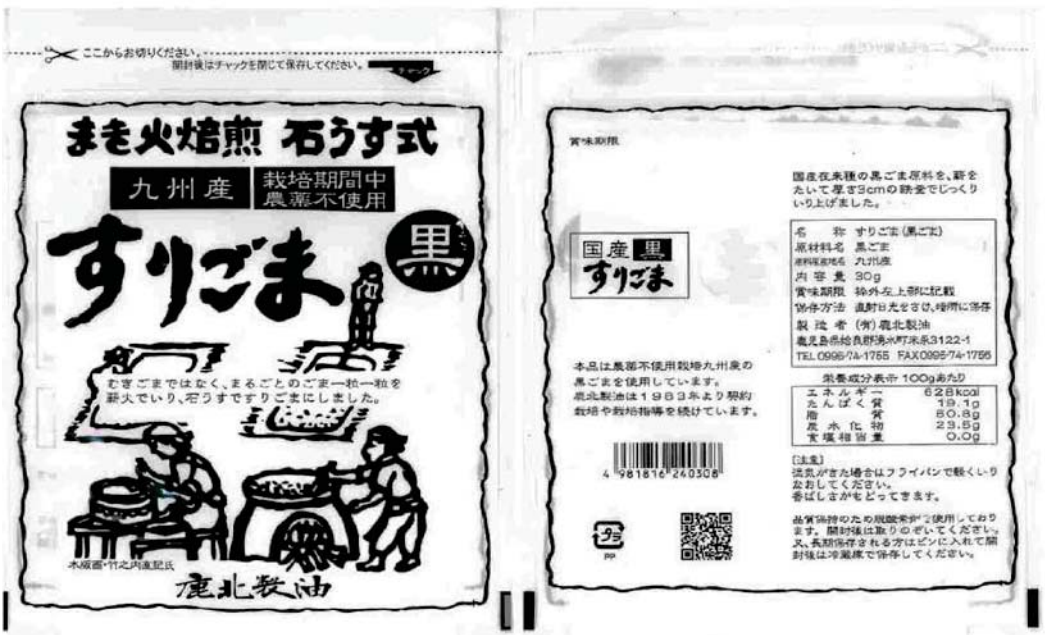 ここからお切りください。
開封後はチャックを閉じて保存してください。
チャック
まき火焙煎 石うす式
九州産
栽培期間中
農薬不使用
すりごま
黒
むきごまではなく、まるごとのごま一粒一粒を
薪火でいり、石うすですりごまにしました。
木版画・竹之内直記氏
鹿北製油
賞味期限
国産 黒
すりごま
本品は農薬不使用栽培九州産の
黒ごまを使用しています。
鹿北製油は1983年より契約
栽培や栽培指導を続けています。
4 981816 240308
プラ
PP
国産在来種の黒ごま原料を、薪を
たいて厚さ3cmの鉄釜でじっくり
いり上げました。
名 称 すりごま(黒ごま)
原材料名 黒ごま
原料原産地名 九州産
内容量 30g
賞味期限 枠外左上部に記載
保存方法 直射日光をさけ、暗所に保存
製造者 (有)鹿北製油
鹿児島県姶良郡湧水町米永3122-1
TEL 0995-74-1755 FAX0995-74-1756
栄養成分表示 100gあたり
エネルギー 628kcal
たんぱく質 19.1g
脂質 50.8g
炭水化物 23.5g
食塩相当量 0.0g
[注意]
湿気がきた場合はフライパンで軽くいり
なおしてください。
香ばしさがもどってきます。
品質保持のため脱酸素剤を使用しており
ます。開封後は取りのぞいてください。
又、長期保存される方はビンに入れて開
封後は冷蔵庫で保存してください。